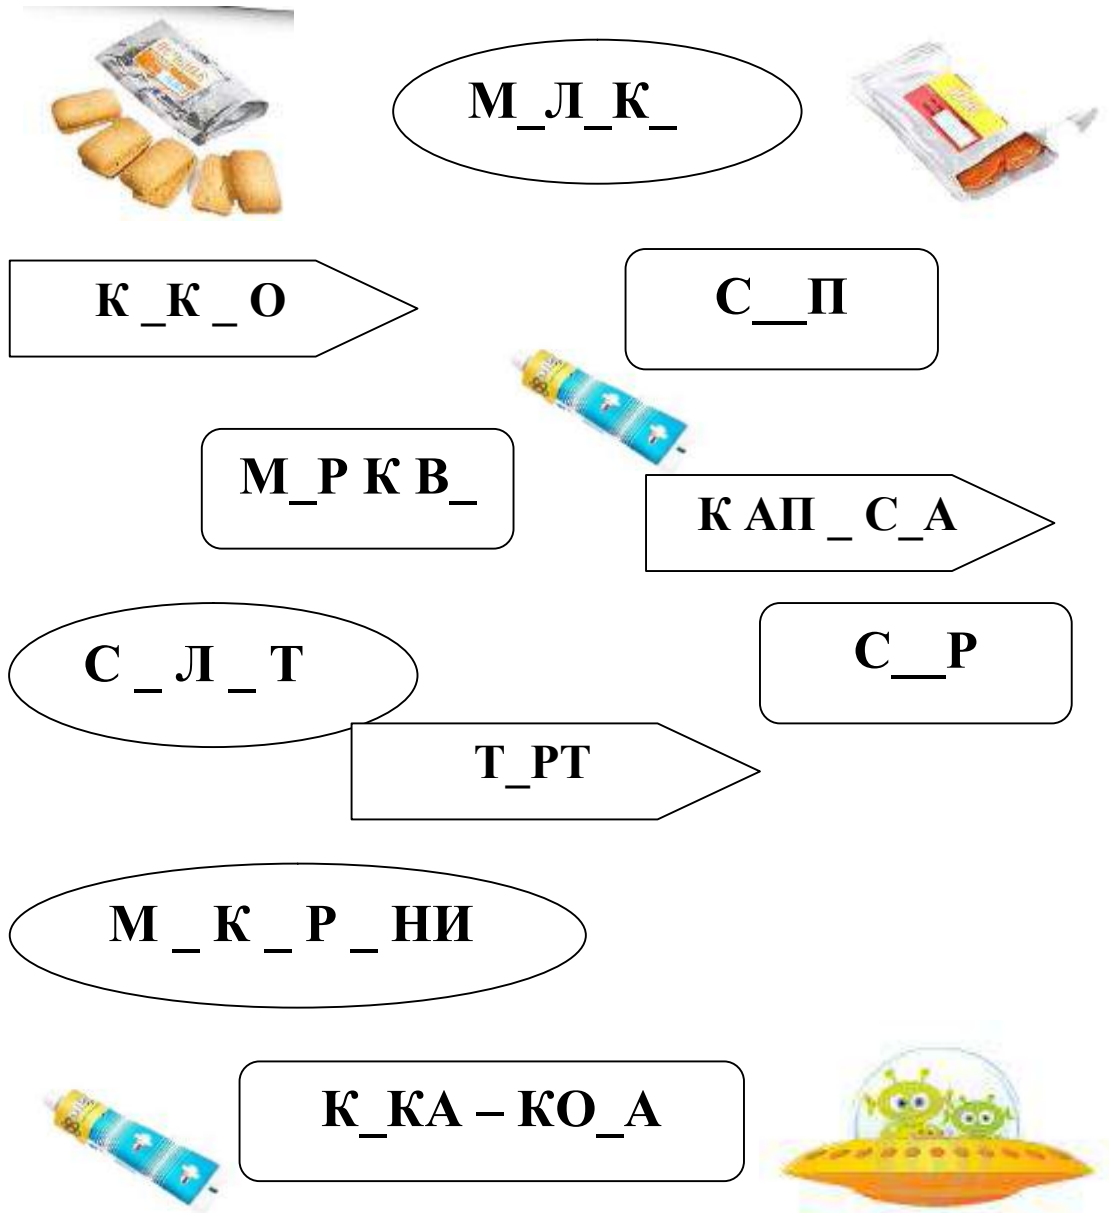 М_Л_К_
К _К _ О
С__П
М_Р К В_
К АП _ С_А
С _ Л _ Т
С__Р
Т_РТ
М _ К _ Р _ НИ
К_КА – КО_А